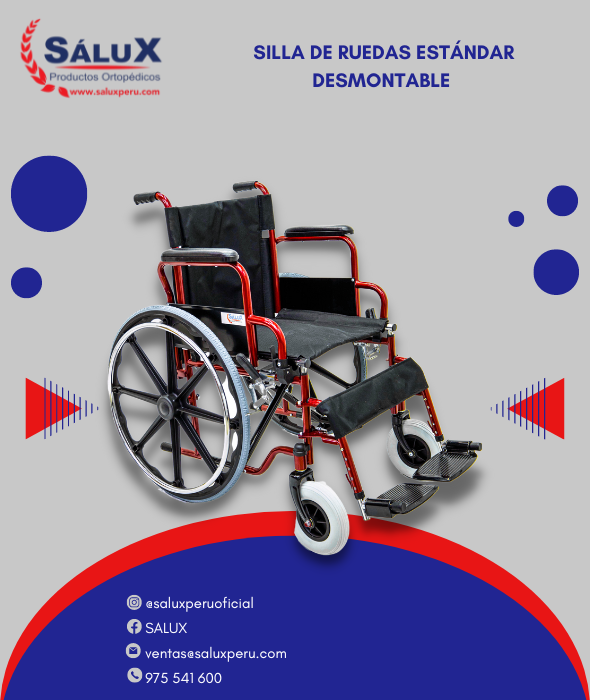 SÁLUX
Productos Ortopédicos
www.saluxperu.com
SILLA DE RUEDAS ESTÁNDAR
DESMONTABLE
SÁLUX
@saluxperuoficial
SALUX
ventas@saluxperu.com
975 541 600